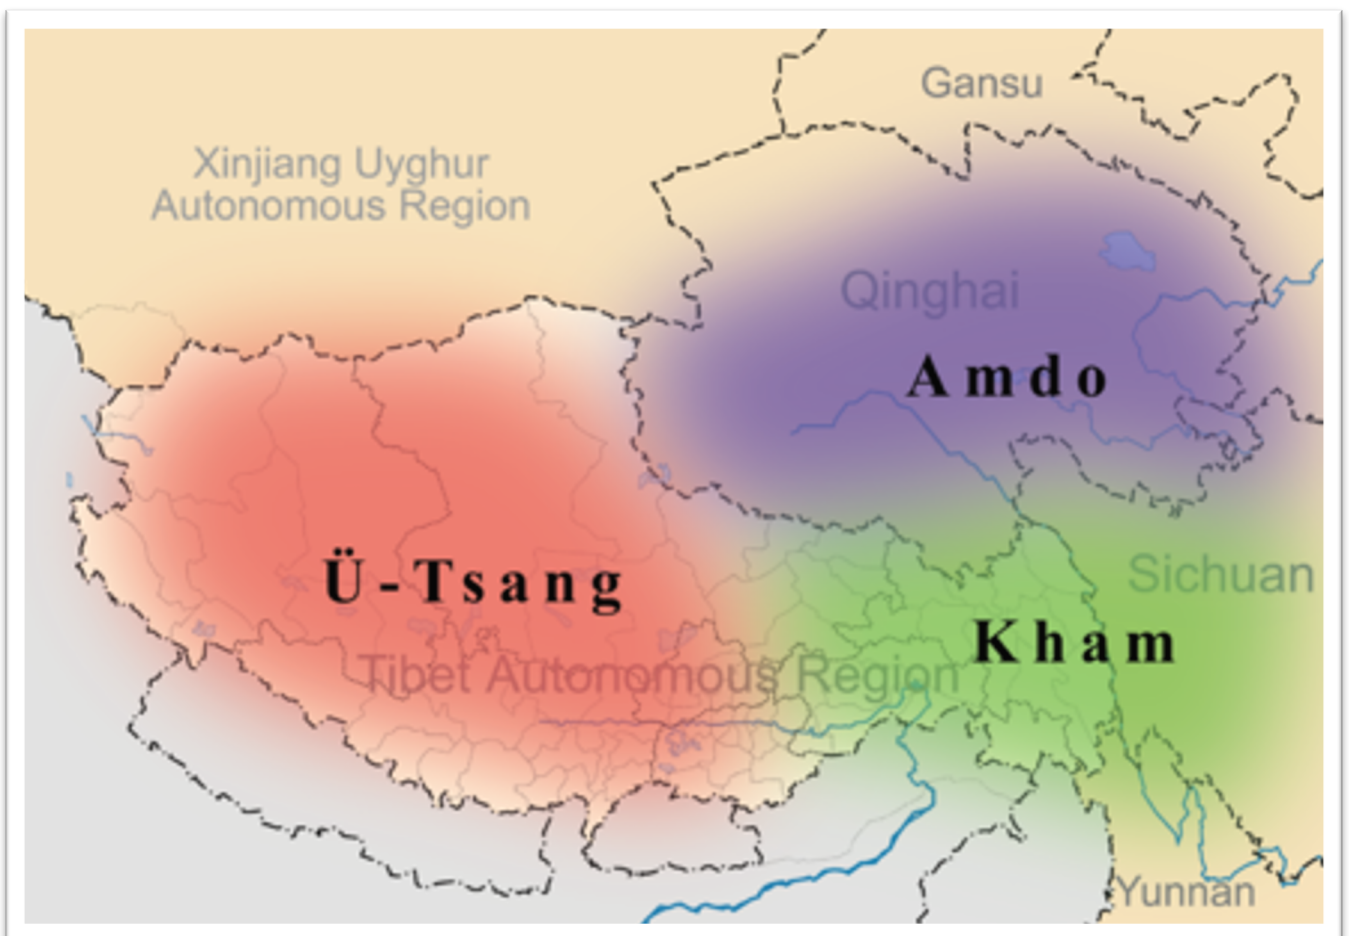 Gansu
Xinjiang Uyghur
Autonomous Region
Qinghai
Amdo
Ü-Tsang
Sichuan
Kham
Tibet Autonomous Region
Yunnan